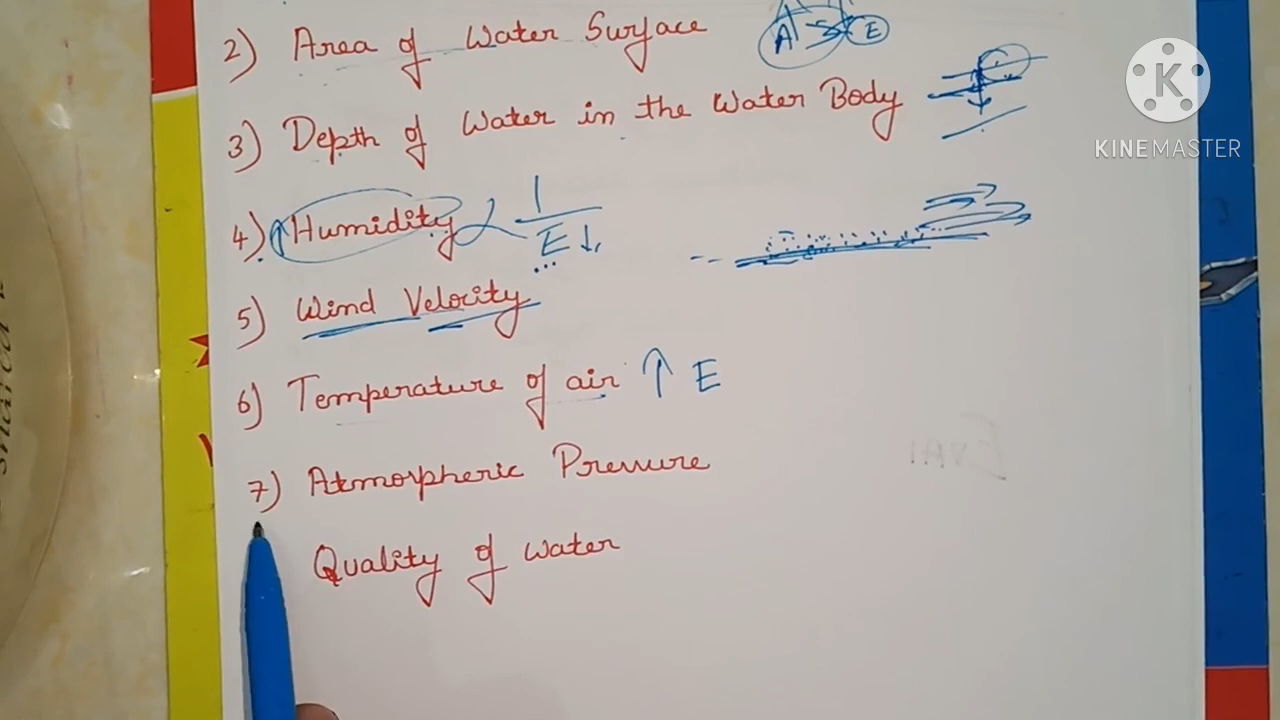 2) Area of Water Surface A E
3) Depth of Water in the Water Body
K
KINEMASTER
4) ↑Humidity ∝ 1/E ↓
5) Wind Velocity
6) Temperature of air ↑ E
7) Atmospheric Pressure
Quality of water